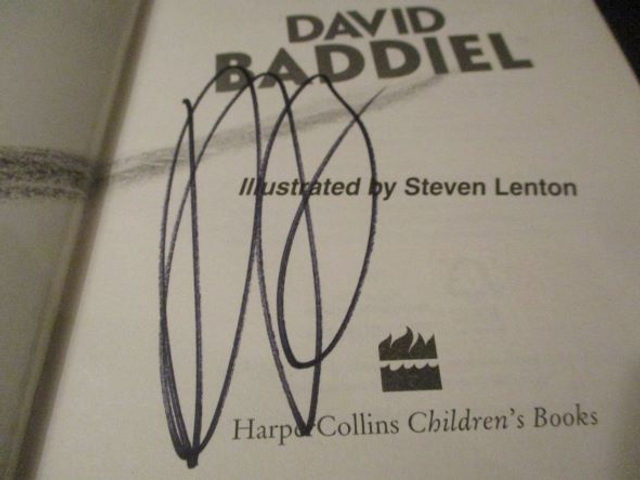 DAVID
BADDIEL
Illustrated by Steven Lenton
HarperCollins Children's Books